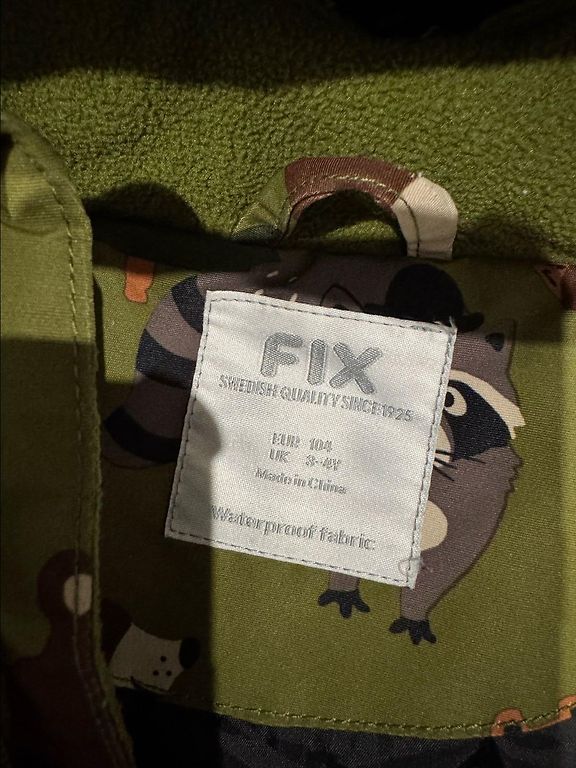 FIX
SWEDISH QUALITY SINCE 1925
EUR 104
UK 3-4Y
Made in China
Waterproof fabric